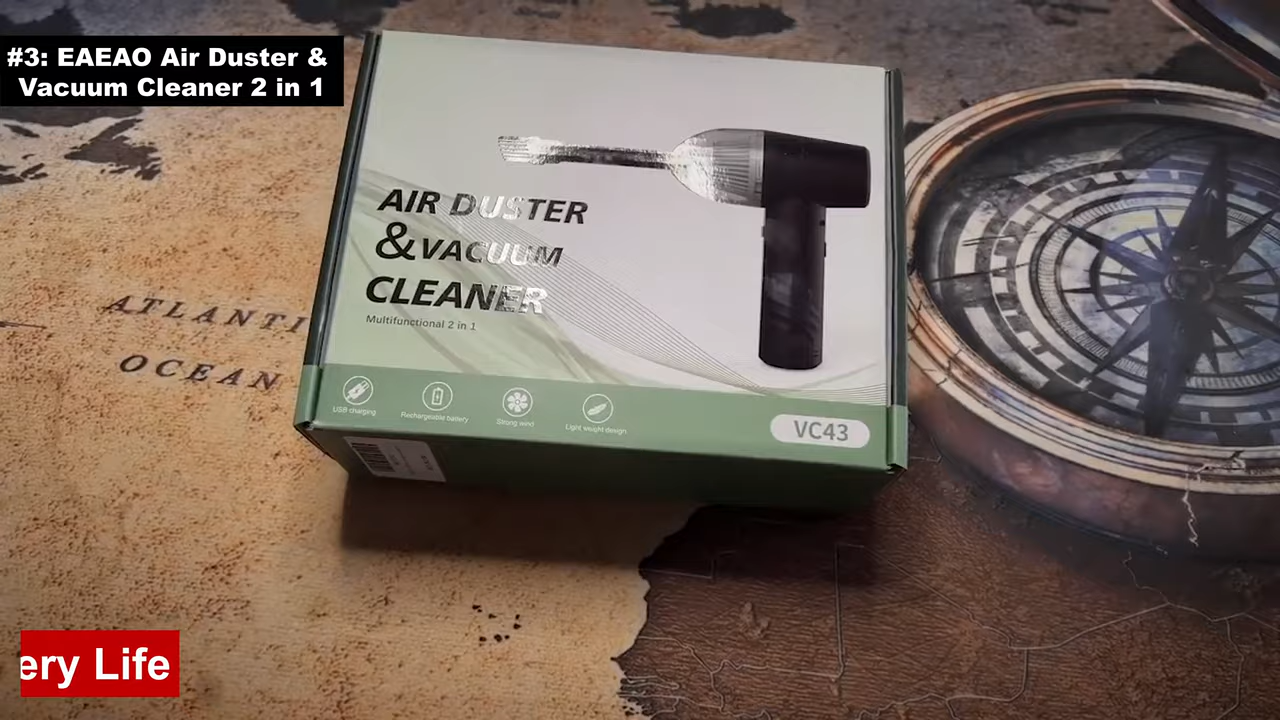 #3: EAEAO Air Duster &
Vacuum Cleaner 2 in 1
AIR DUSTER
&VACUUM
CLEANER
Multifunctional 2 in 1
USB charging
Rechargeable battery
Strong wind
Light weight design
VC43
ATLANTI
OCEAN
ery Life